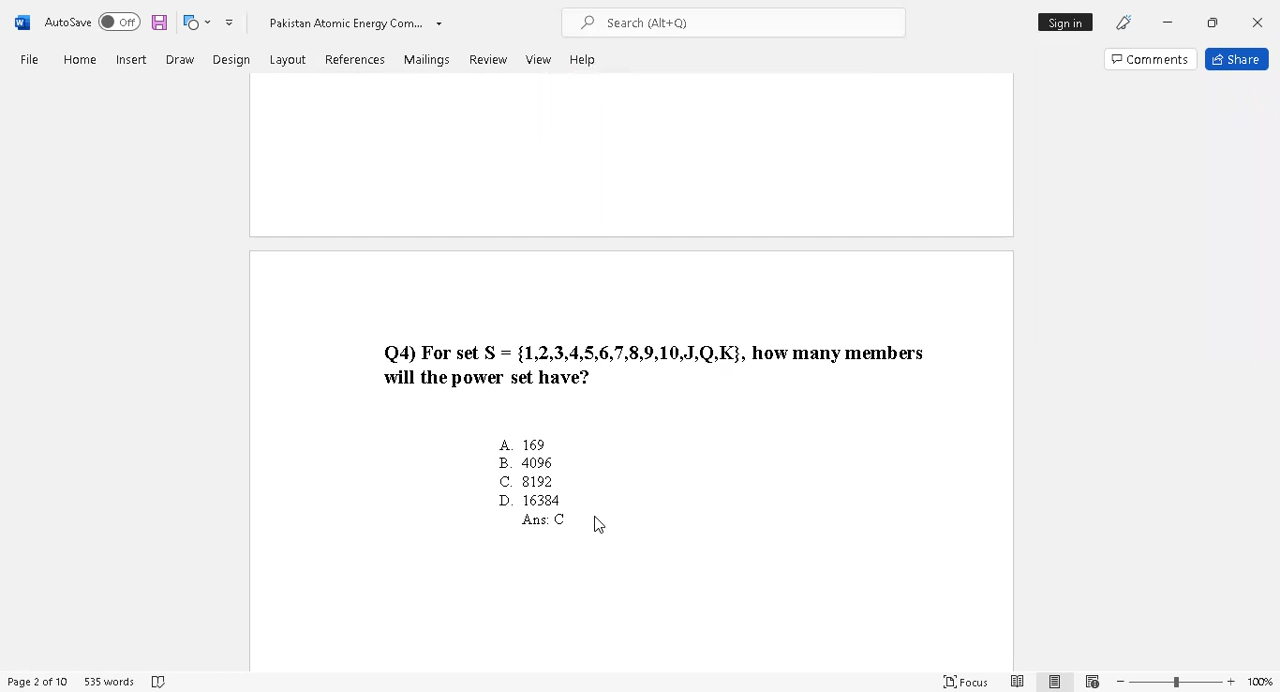 AutoSave Off Pakistan Atomic Energy Com... Search (Alt+Q) Sign in
File Home Insert Draw Design Layout References Mailings Review View Help Comments Share
Q4) For set S = {1,2,3,4,5,6,7,8,9,10,J,Q,K}, how many members
will the power set have?
A. 169
B. 4096
C. 8192
D. 16384
Ans: C
Page 2 of 10 535 words Focus 100%